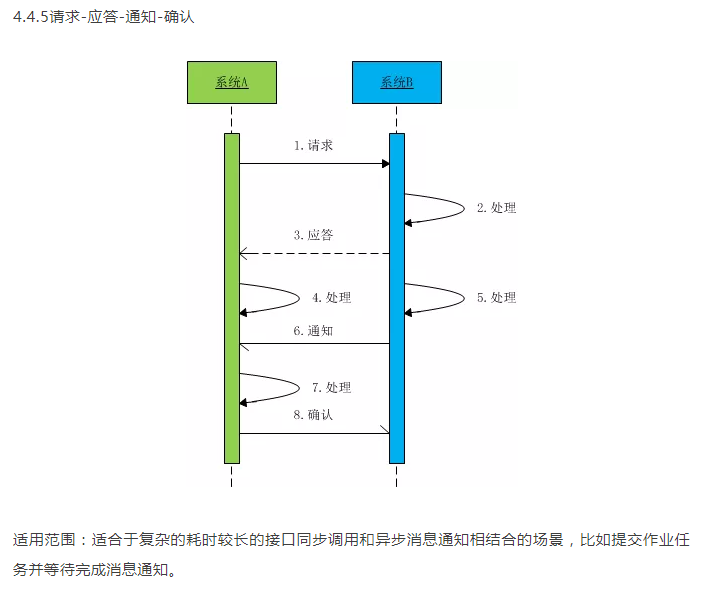 4.4.5请求-应答-通知-确认
系统A
系统B
1.请求
2.处理
3.应答
4.处理
5.处理
6.通知
7.处理
8.确认
适用范围：适合于复杂的耗时较长的接口同步调用和异步消息通知相结合的场景，比如提交作业任
务并等待完成消息通知。